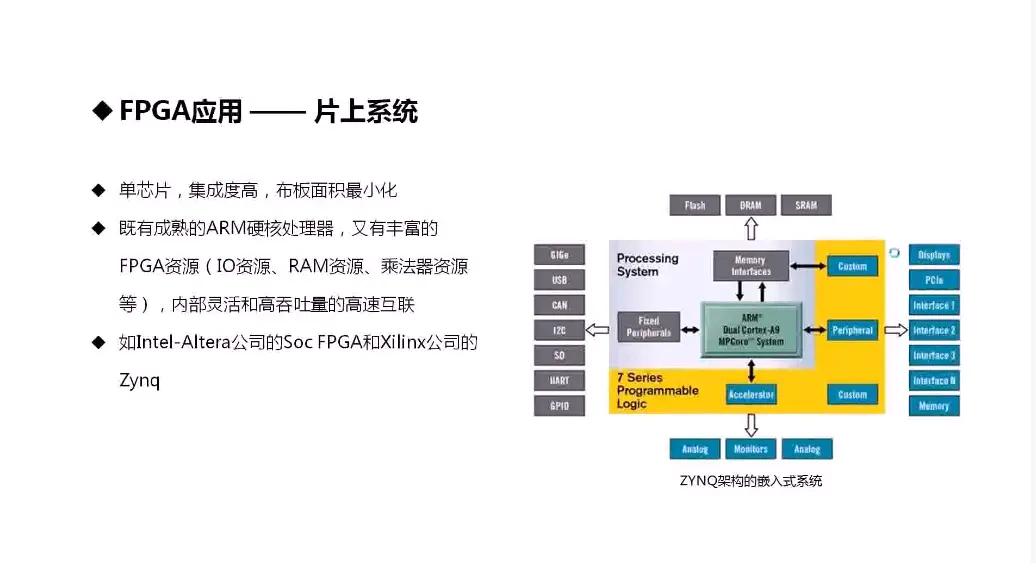 ◆ FPGA应用 —— 片上系统
◆ 单芯片，集成度高，布板面积最小化
◆ 既有成熟的ARM硬核处理器，又有丰富的
FPGA资源（IO资源、RAM资源、乘法器资源
等），内部灵活和高吞吐量的高速互联
◆ 如Intel-Altera公司的Soc FPGA和Xilinx公司的
Zynq
Flash
DRAM
SRAM
GigE
USB
CAN
I2C
SD
UART
GPIO
Processing
System
Memory
Interfaces
Fixed
Peripherals
ARM®
Dual Cortex-A9
MPCore™ System
Custom
Peripheral
7 Series
Programmable
Logic
Accelerator
Custom
Displays
PCIe
Interface 1
Interface 2
Interface 3
Interface N
Memory
Analog
Monitors
Analog
ZYNQ架构的嵌入式系统